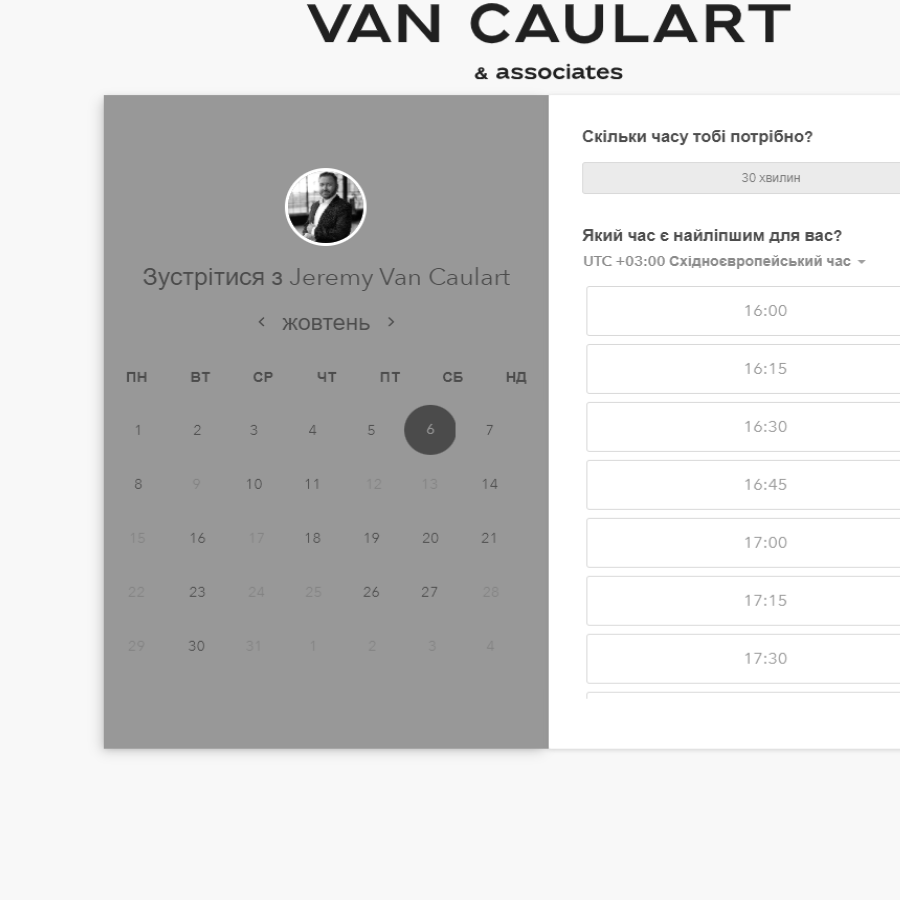 VAN CAULART
& associates
Зустрітися з Jeremy Van Caulart
жовтень
ПН ВТ СР ЧТ ПТ СБ НД
1 2 3 4 5 6 7
8 9 10 11 12 13 14
15 16 17 18 19 20 21
22 23 24 25 26 27 28
29 30 31 1 2 3 4
Скільки часу тобі потрібно?
30 хвилин
Який час є найліпшим для вас?
UTC +03:00 Східноєвропейський час
16:00
16:15
16:30
16:45
17:00
17:15
17:30